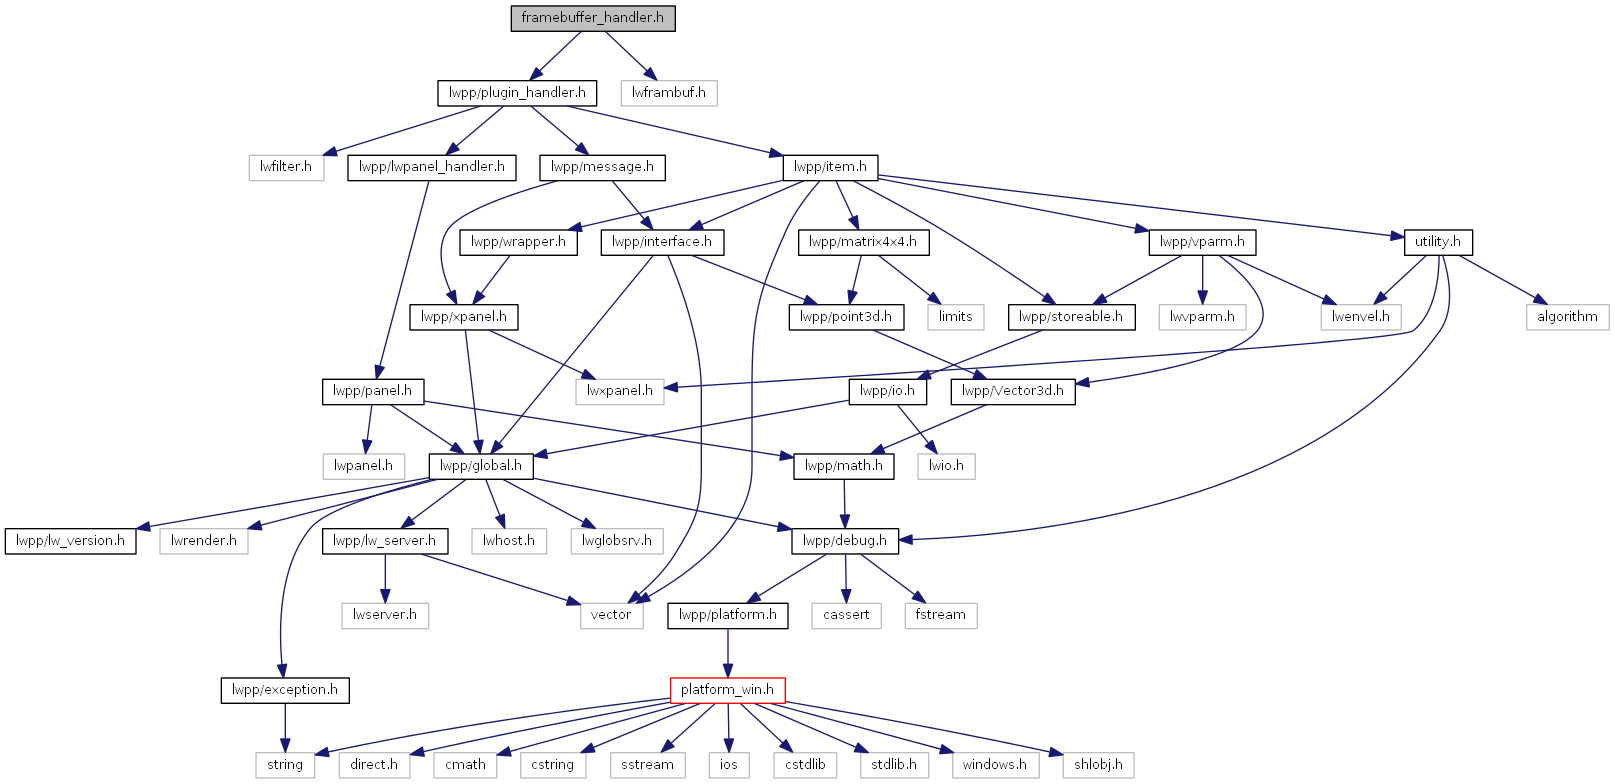 framebuffer_handler.h
lwpp/plugin_handler.h
lwframbuf.h
lwfilter.h
lwpp/lwpanel_handler.h
lwpp/message.h
lwpp/item.h
lwpp/wrapper.h
lwpp/interface.h
lwpp/matrix4x4.h
lwpp/vparm.h
utility.h
lwpp/xpanel.h
lwpp/point3d.h
limits
lwpp/storeable.h
lwvparm.h
lwenvel.h
algorithm
lwpp/panel.h
lwxpanel.h
lwpp/io.h
lwpp/Vector3d.h
lwpanel.h
lwpp/global.h
lwpp/math.h
lwio.h
lwpp/lw_version.h
lwrender.h
lwpp/lw_server.h
lwhost.h
lwglobsrv.h
lwpp/debug.h
lwserver.h
vector
lwpp/platform.h
cassert
fstream
lwpp/exception.h
platform_win.h
string
direct.h
cmath
cstring
sstream
ios
cstdlib
stdlib.h
windows.h
shlobj.h